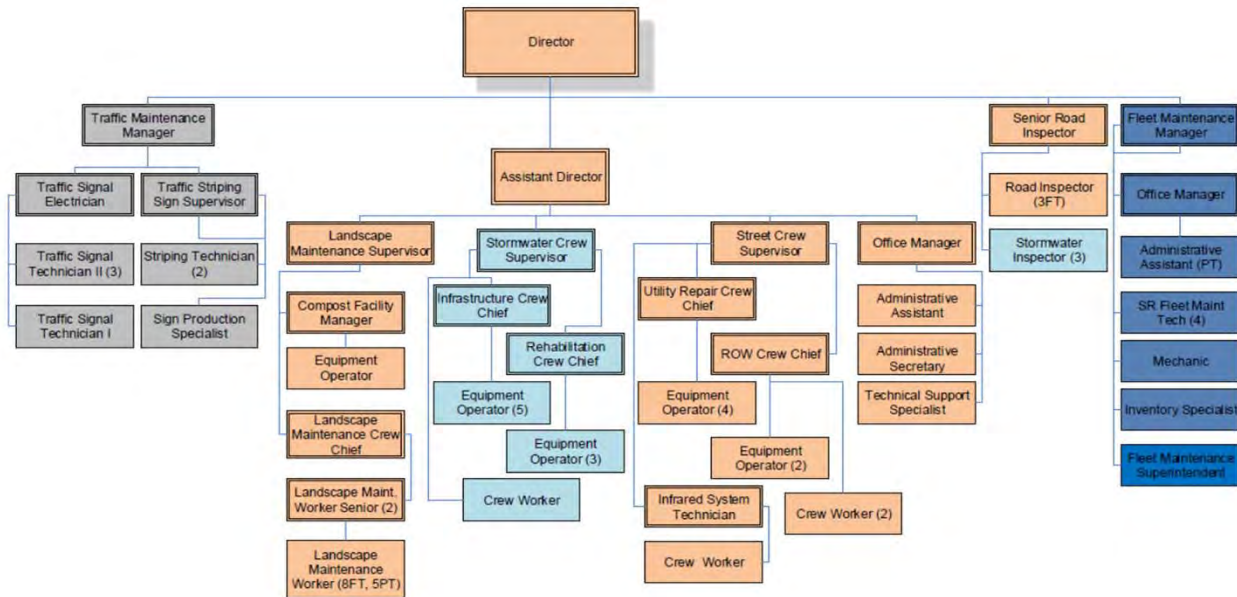 Director
Traffic Maintenance
Manager
Senior Road
Inspector
Fleet Maintenance
Manager
Assistant Director
Traffic Signal
Electrician
Traffic Striping
Sign Supervisor
Road Inspector
(3FT)
Office Manager
Landscape
Maintenance Supervisor
Stormwater Crew
Supervisor
Street Crew
Supervisor
Office Manager
Stormwater
Inspector (3)
Traffic Signal
Technician II (3)
Striping Technician
(2)
Administrative
Assistant (PT)
Compost Facility
Manager
Infrastructure Crew
Chief
Utility Repair Crew
Chief
Administrative
Assistant
SR Fleet Maint
Tech (4)
Traffic Signal
Technician I
Sign Production
Specialist
Rehabilitation
Crew Chief
ROW Crew Chief
Administrative
Secretary
Mechanic
Equipment
Operator
Equipment
Operator (5)
Equipment
Operator (4)
Technical Support
Specialist
Inventory Specialist
Landscape
Maintenance Crew
Chief
Equipment
Operator (3)
Equipment
Operator (2)
Fleet Maintenance
Superintendent
Landscape Maint.
Worker Senior (2)
Crew Worker
Infrared System
Technician
Crew Worker (2)
Landscape
Maintenance
Worker (8FT, 5PT)
Crew Worker